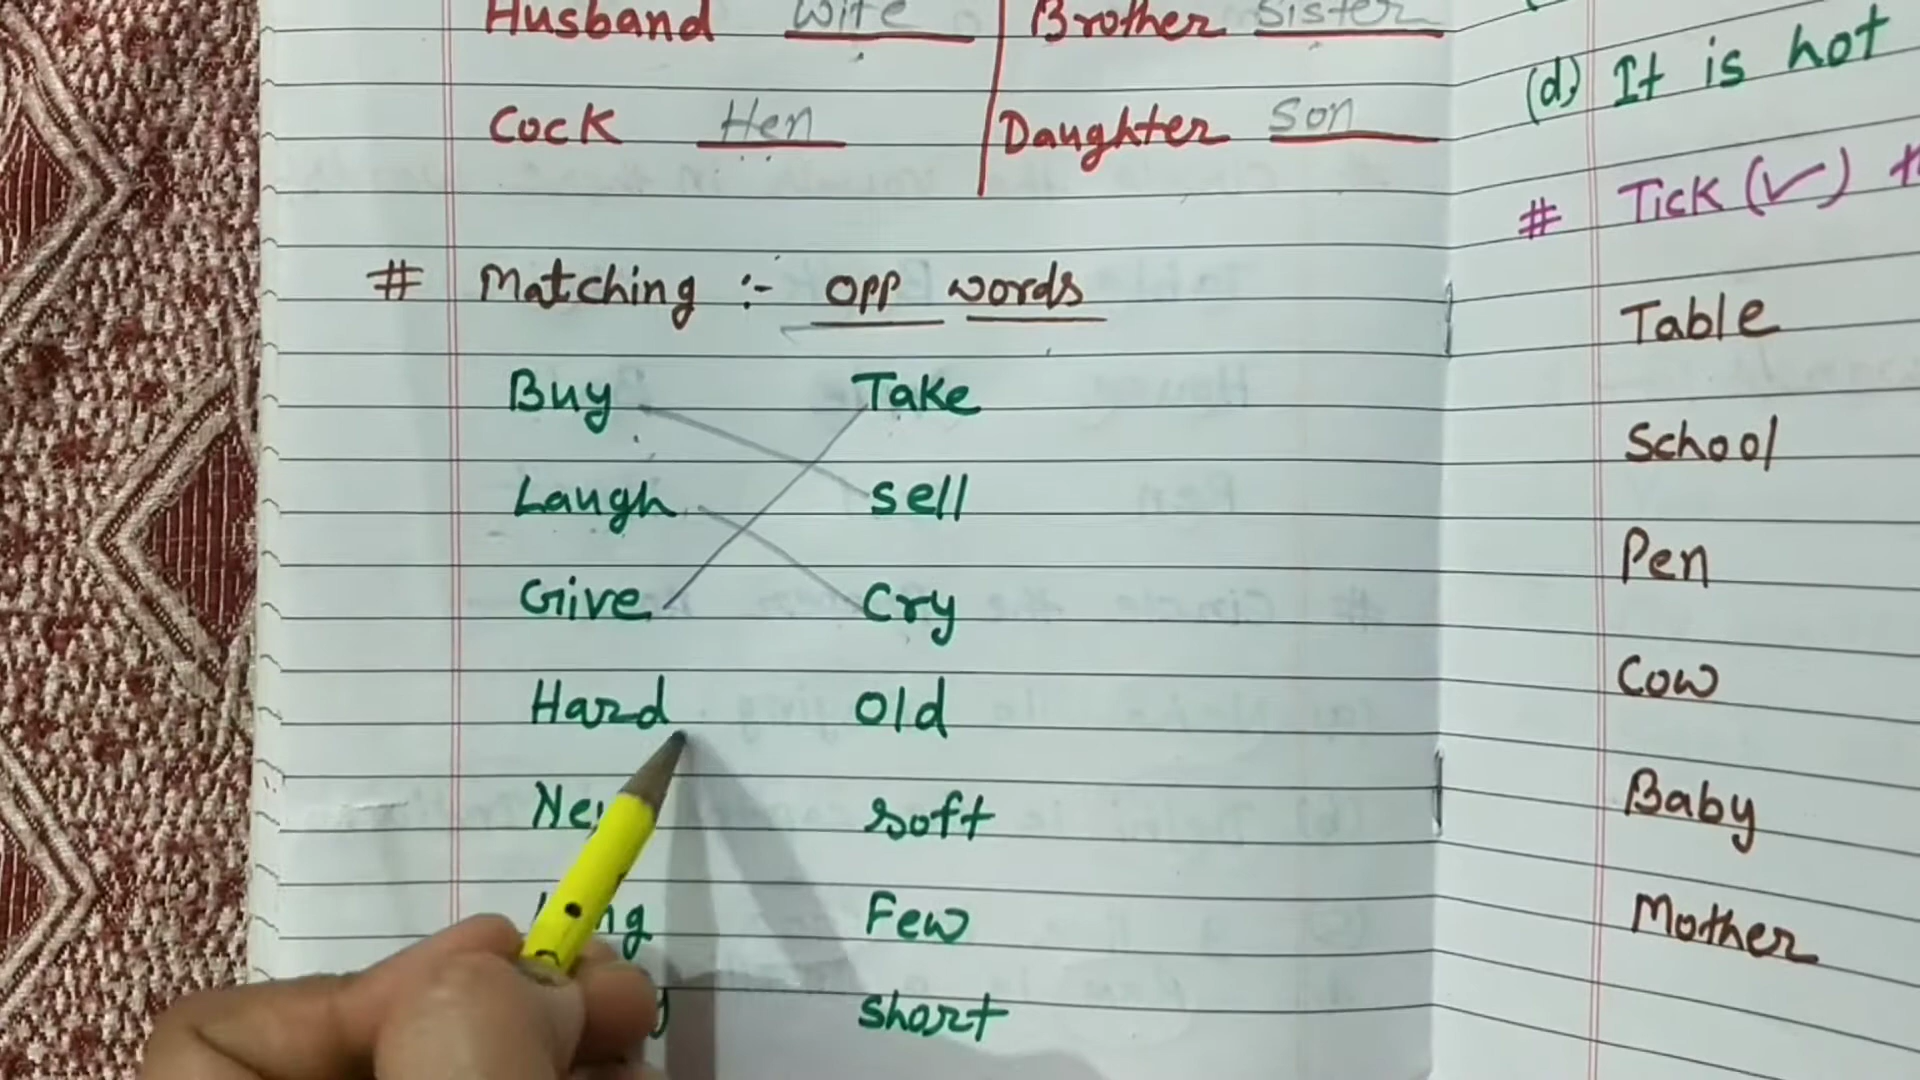 Husband Wife Brother Sister
Cock Hen Daughter Son
# Matching :- opp words
Buy Take
Laugh Sell
Give Cry
Hard Old
soft
Few
short
(d) It is hot
# Tick (✓)
Table
School
Pen
Cow
Baby
Mother